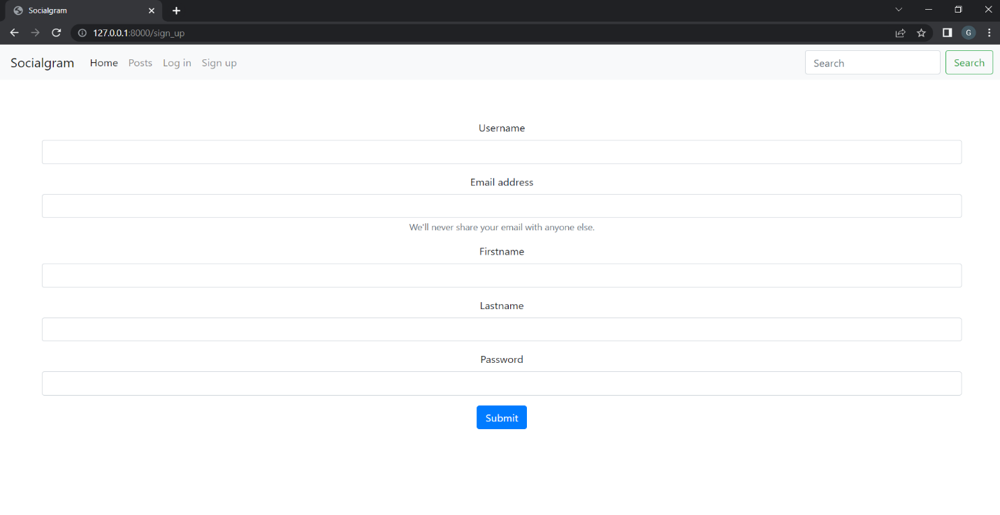 Socialgram
127.0.0.1:8000/sign_up
G
Socialgram Home Posts Log in Sign up Search Search
Username
Email address
We'll never share your email with anyone else.
Firstname
Lastname
Password
Submit